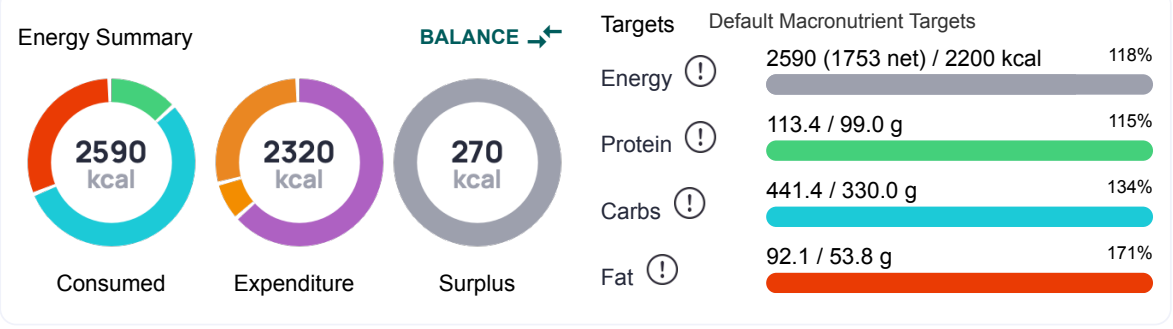 Energy Summary
BALANCE
2590
kcal
Consumed
2320
kcal
Expenditure
270
kcal
Surplus
Targets
Default Macronutrient Targets
Energy
2590 (1753 net) / 2200 kcal
118%
Protein
113.4 / 99.0 g
115%
Carbs
441.4 / 330.0 g
134%
Fat
92.1 / 53.8 g
171%